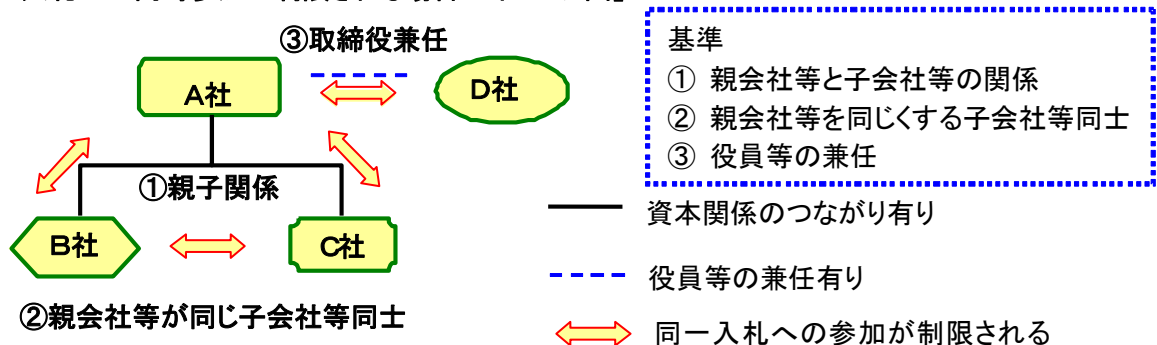 ③取締役兼任
A社
D社
①親子関係
B社
C社
②親会社等が同じ子会社等同士
基準
① 親会社等と子会社等の関係
② 親会社等を同じくする子会社等同士
③ 役員等の兼任
資本関係のつながり有り
役員等の兼任有り
同一入札への参加が制限される